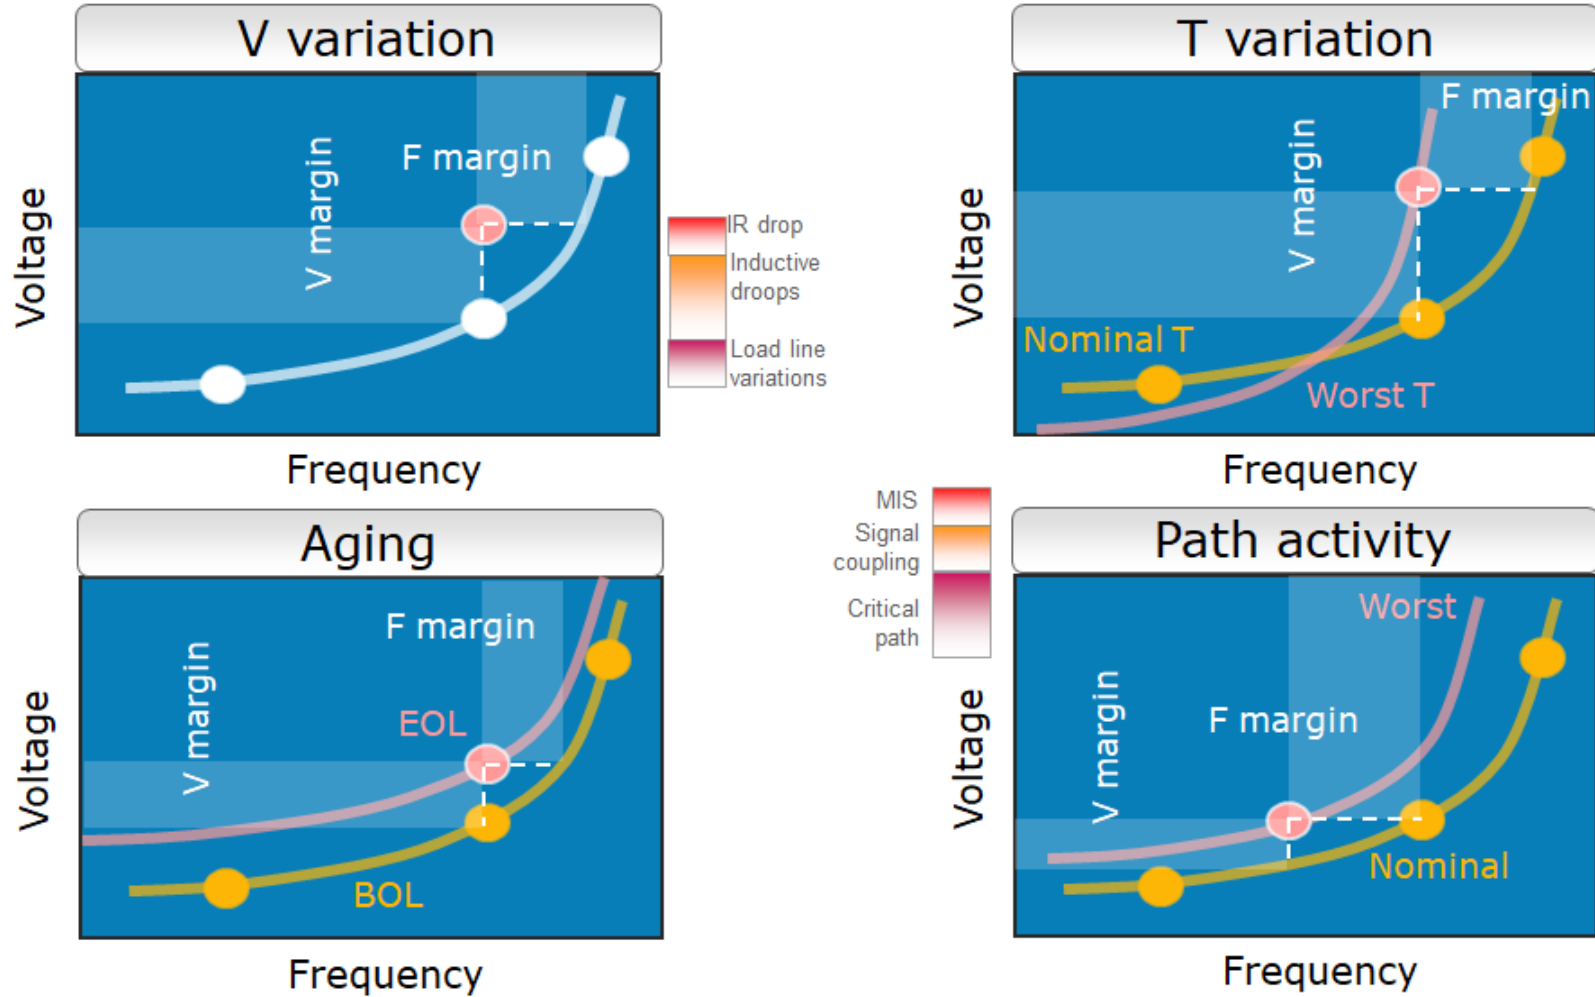 V variation
Voltage
V margin
F margin
Frequency
IR drop
Inductive
droops
Load line
variations
T variation
Voltage
V margin
F margin
Nominal T
Worst T
Frequency
Aging
Voltage
V margin
F margin
EOL
BOL
Frequency
MIS
Signal
coupling
Critical
path
Path activity
Voltage
V margin
F margin
Worst
Nominal
Frequency